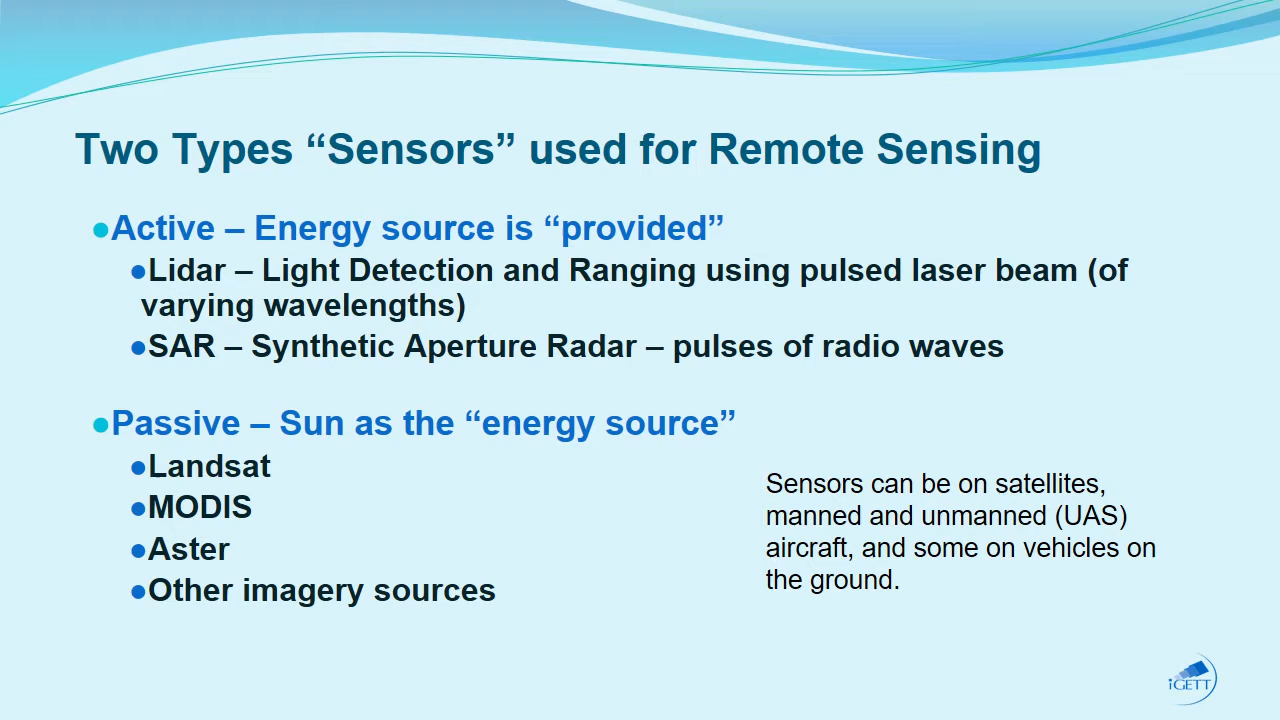 Two Types “Sensors” used for Remote Sensing
●Active – Energy source is “provided”
●Lidar – Light Detection and Ranging using pulsed laser beam (of
varying wavelengths)
●SAR – Synthetic Aperture Radar – pulses of radio waves
●Passive – Sun as the “energy source”
●Landsat
●MODIS
●Aster
●Other imagery sources
Sensors can be on satellites,
manned and unmanned (UAS)
aircraft, and some on vehicles on
the ground.
iGETT